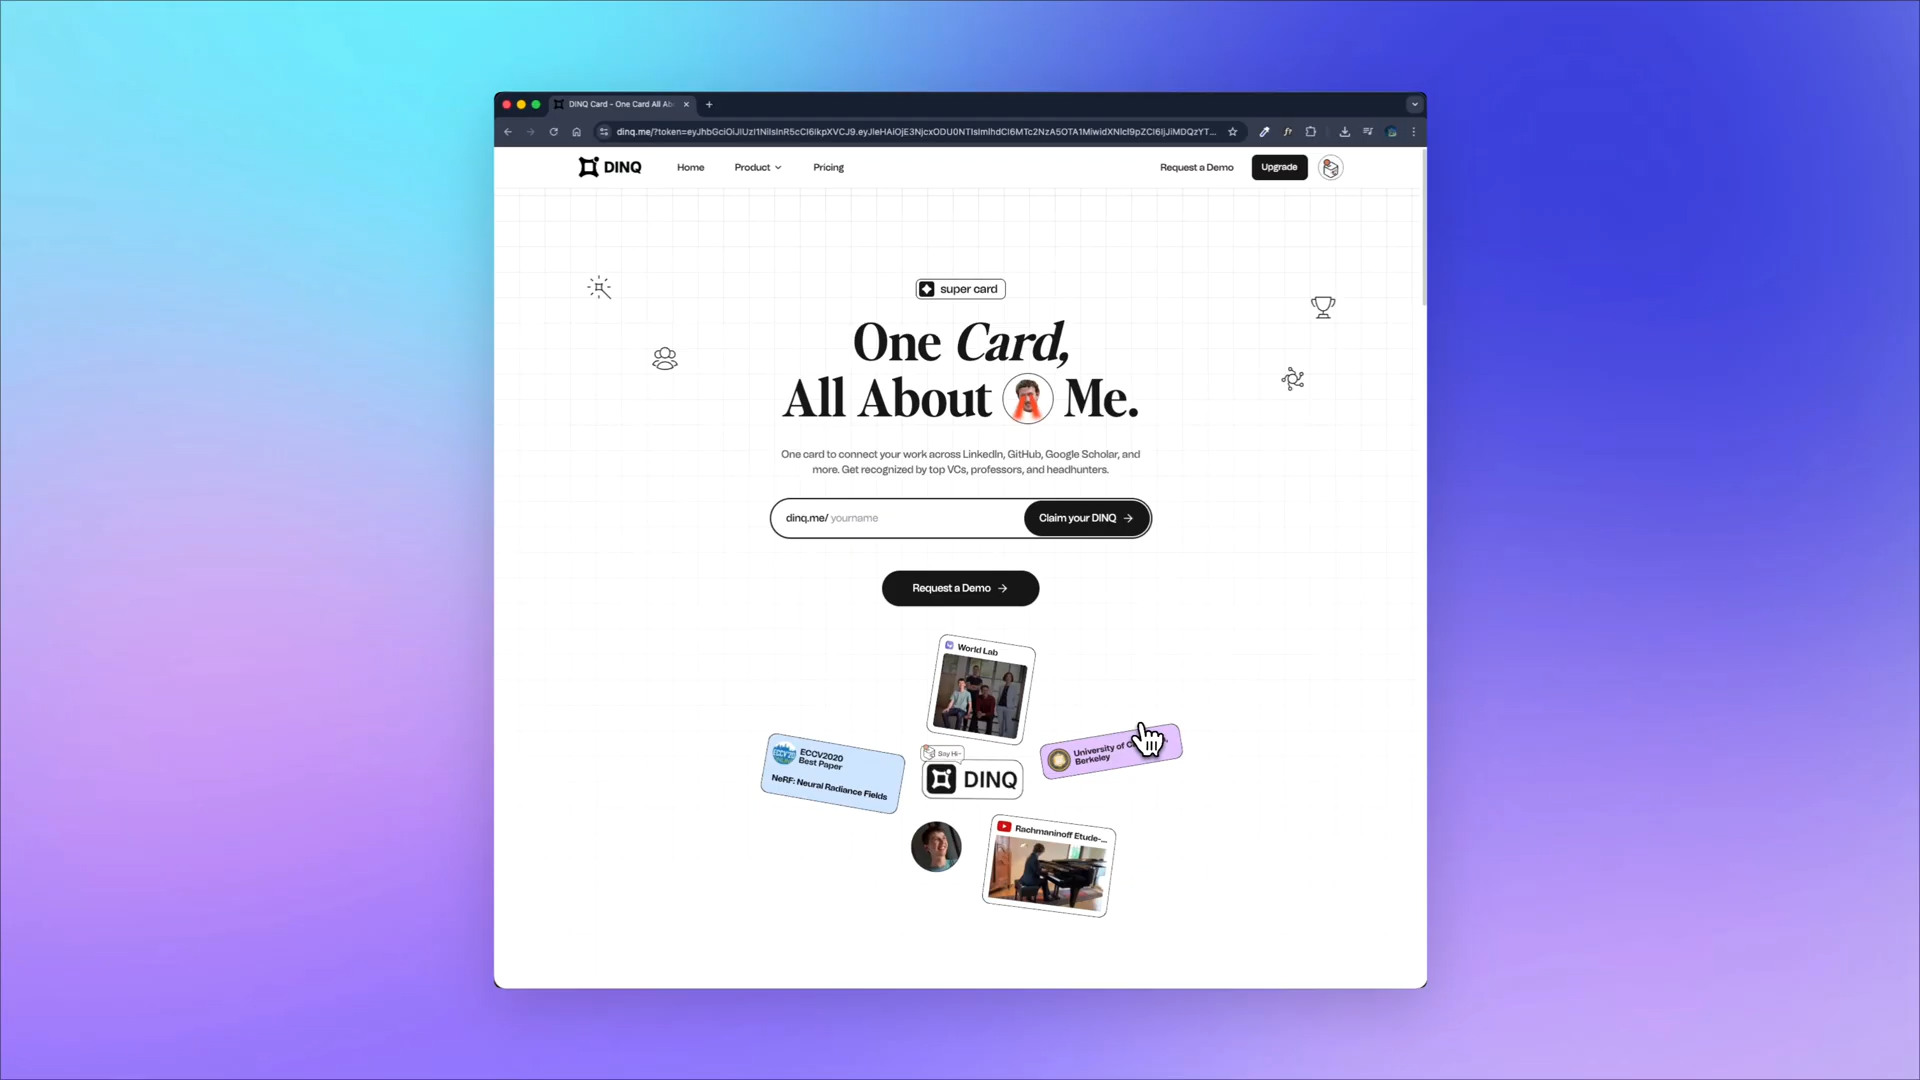 DINQ Card - One Card All Ab
DINQ
Home
Product
Pricing
Request a Demo
Upgrade
super card
One Card,
All About Me.
One card to connect your work across LinkedIn, GitHub, Google Scholar, and
more. Get recognized by top VCs, professors, and headhunters.
dinq.me/ yourname
Claim your DINQ →
Request a Demo →
World Lab
ECCV2020
Best Paper
NeRF: Neural Radiance Fields
Say Hi~
DINQ
University of
Berkeley
Rachmaninoff Etude-...